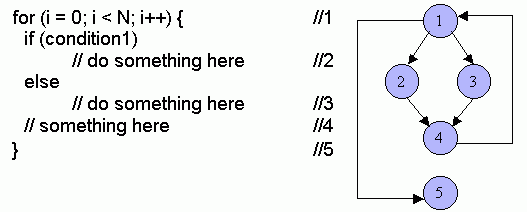 for (i = 0; i < N; i++) { //1
if (condition1)
// do something here //2
else
// do something here //3
// something here //4
} //5
1
2 3
4
5